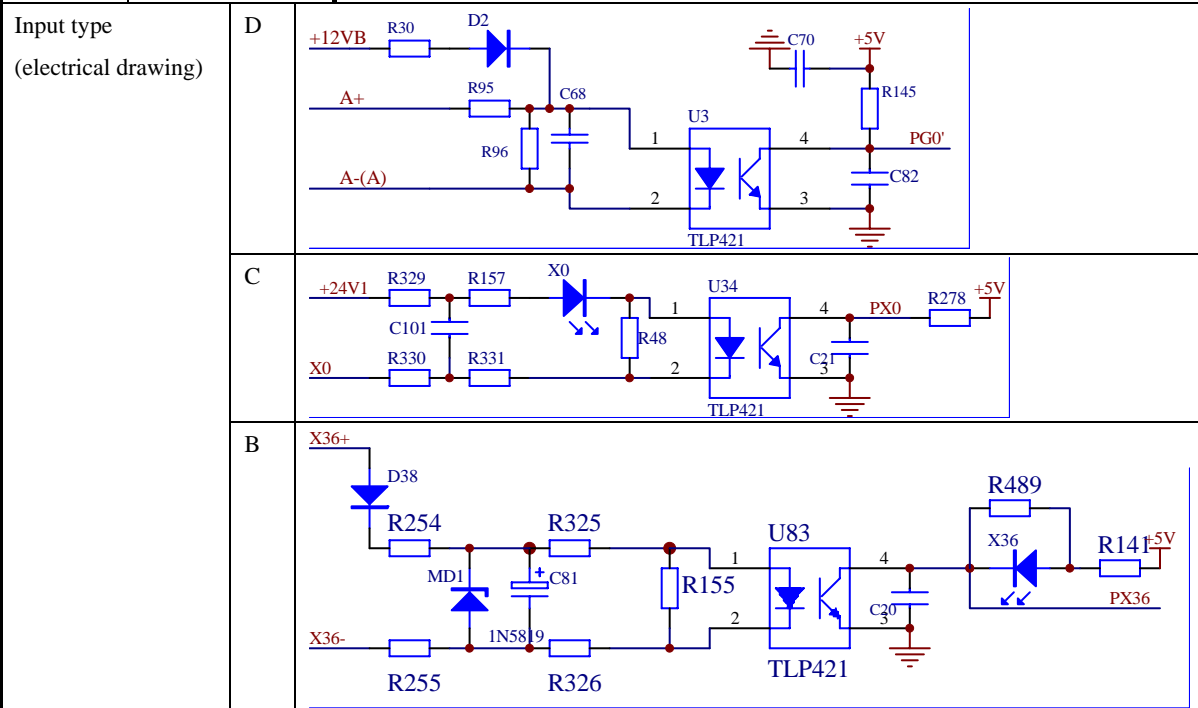 Input type
(electrical drawing)
D
+12VB R30 D2 C70 +5V
A+ R95 C68 R145
U3
R96 1 4 PG0'
A-(A) C82
2 3
TLP421
C
+24V1 R329 R157 X0 U34 +5V
1 4 PX0 R278
C101 R48 C21
X0 R330 R331 2 3
TLP421
B
X36+
D38 R489
R254 R325 U83 X36 R141 +5V
1 4
MD1 + C81 R155 C20 PX36
2 3
X36- 1N5819
R255 R326 TLP421